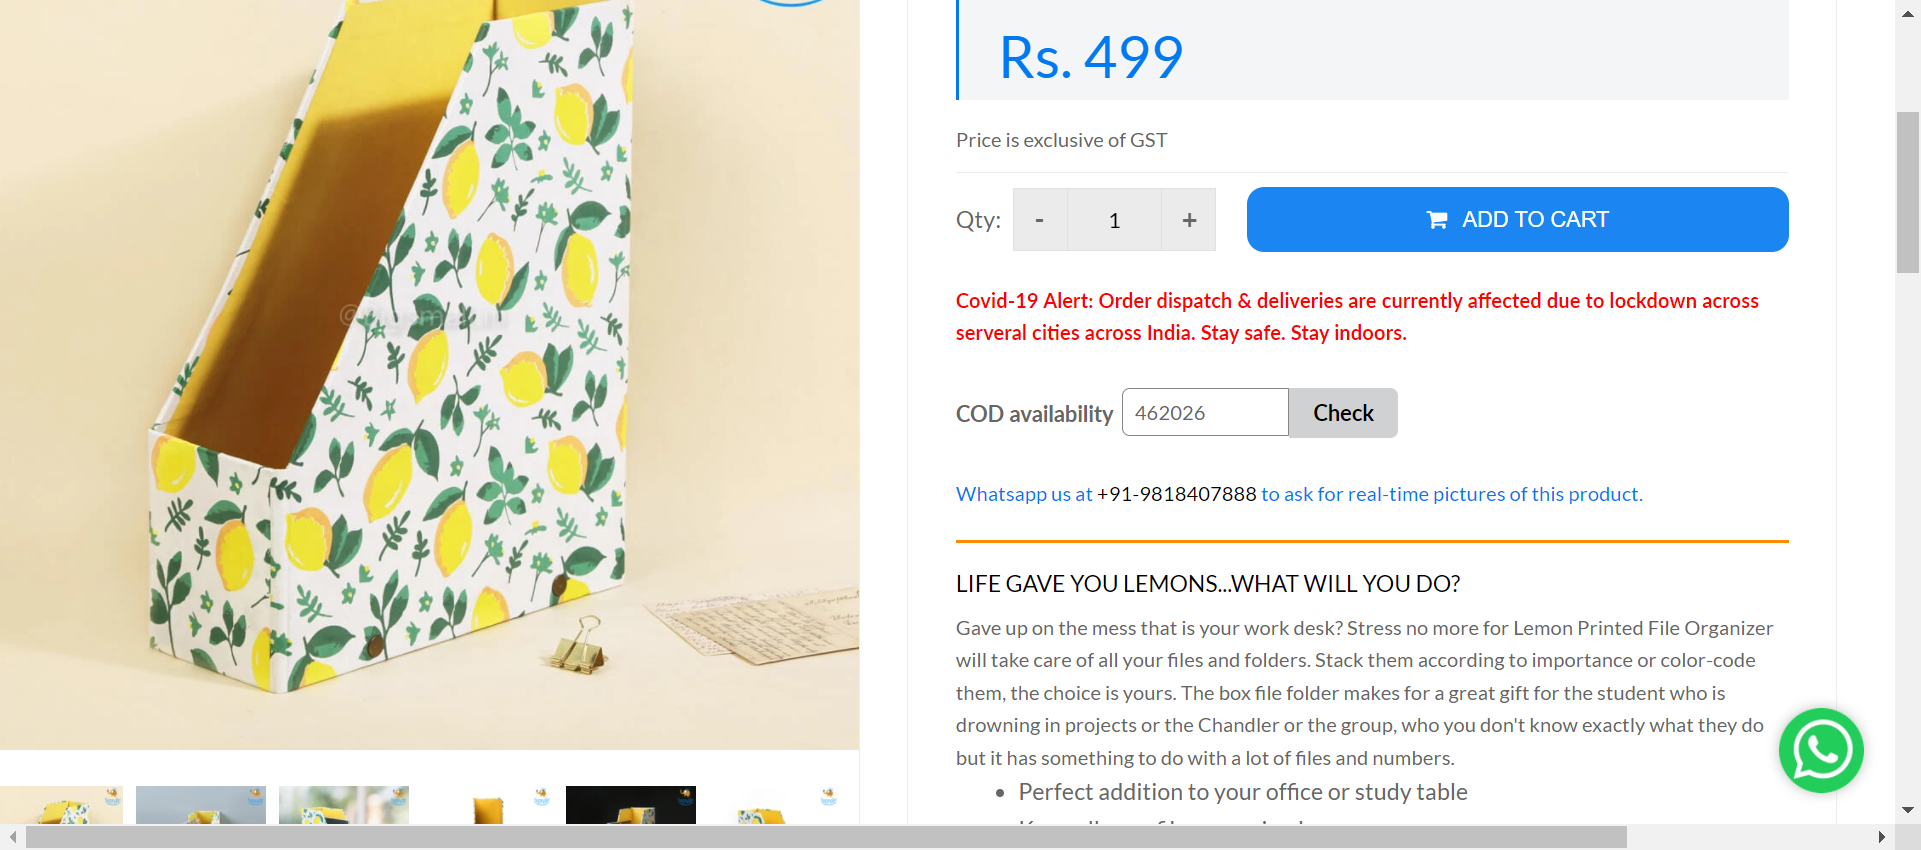 Rs. 499
Price is exclusive of GST
Qty:
-
1
+
ADD TO CART
Covid-19 Alert: Order dispatch & deliveries are currently affected due to lockdown across
serveral cities across India. Stay safe. Stay indoors.
COD availability
462026
Check
Whatsapp us at +91-9818407888 to ask for real-time pictures of this product.
LIFE GAVE YOU LEMONS...WHAT WILL YOU DO?
Gave up on the mess that is your work desk? Stress no more for Lemon Printed File Organizer
will take care of all your files and folders. Stack them according to importance or color-code
them, the choice is yours. The box file folder makes for a great gift for the student who is
drowning in projects or the Chandler or the group, who you don't know exactly what they do
but it has something to do with a lot of files and numbers.
• Perfect addition to your office or study table